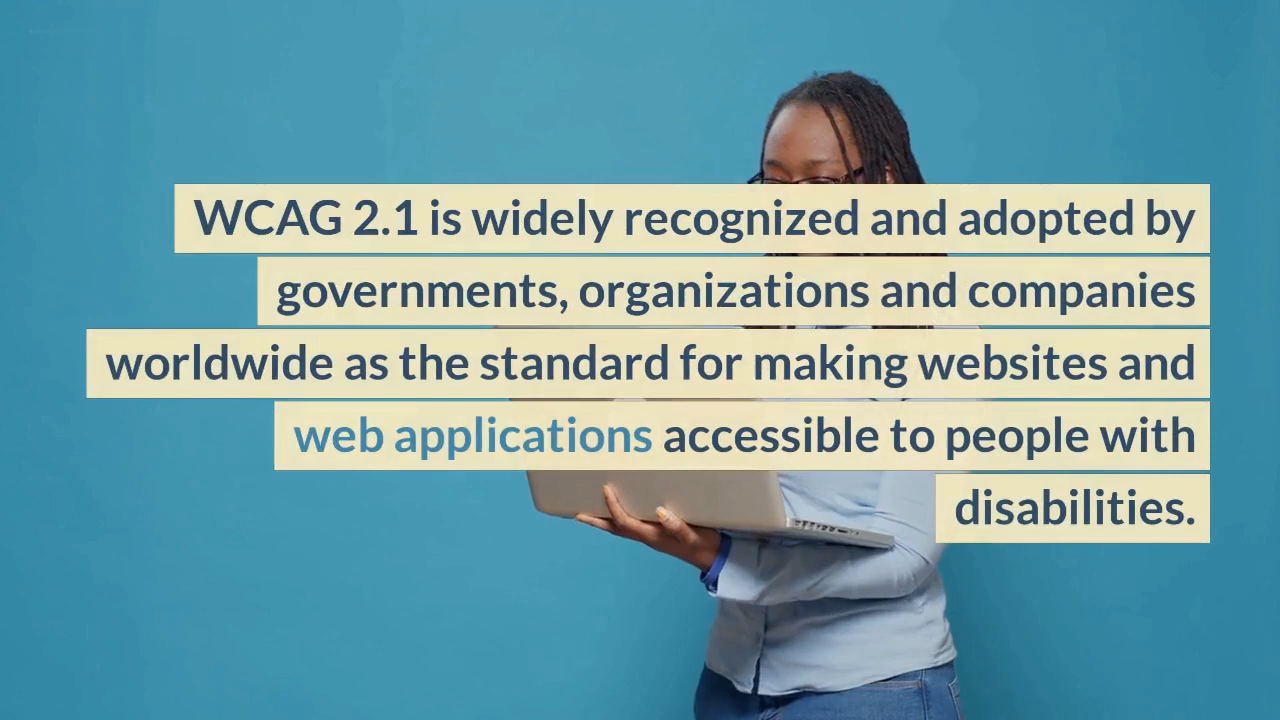 WCAG 2.1 is widely recognized and adopted by
governments, organizations and companies
worldwide as the standard for making websites and
web applications accessible to people with
disabilities.